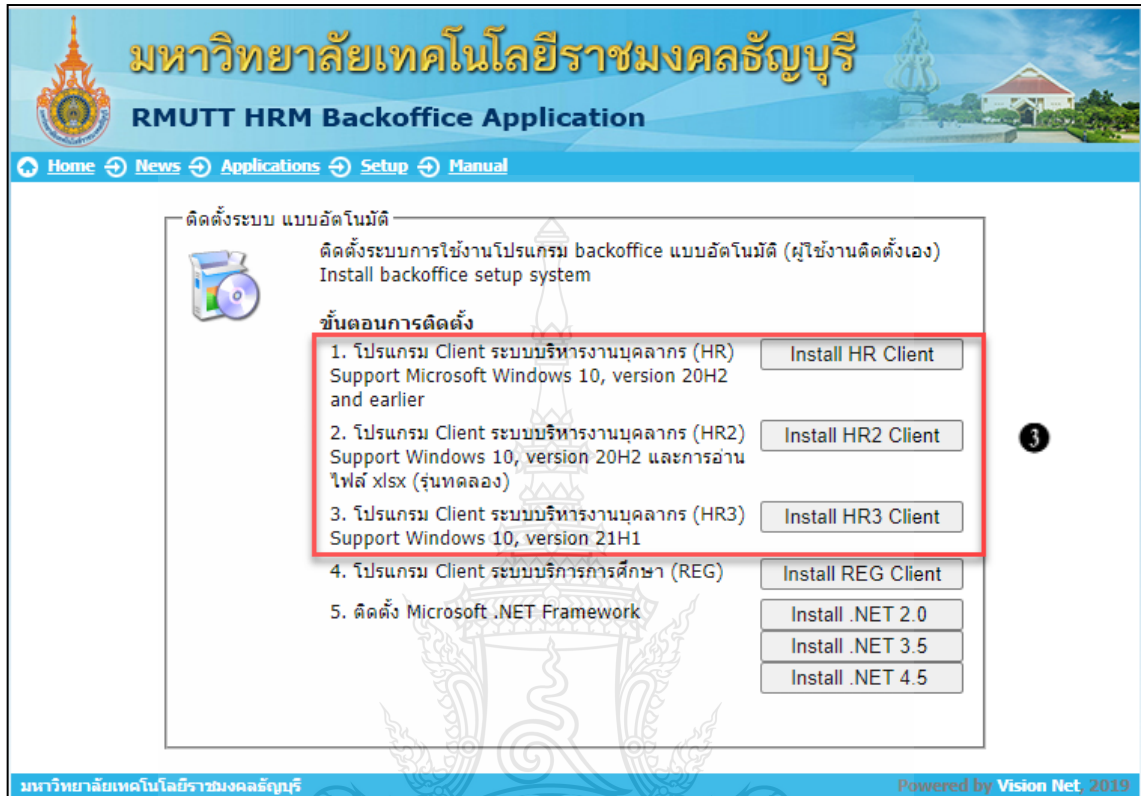 มหาวิทยาลัยเทคโนโลยีราชมงคลธัญบุรี
RMUTT HRM Backoffice Application
Home News Applications Setup Manual
ติดตั้งระบบ แบบอัตโนมัติ
ติดตั้งระบบการใช้งานโปรแกรม backoffice แบบอัตโนมัติ (ผู้ใช้งานติดตั้งเอง)
Install backoffice setup system
ขั้นตอนการติดตั้ง
1. โปรแกรม Client ระบบบริหารงานบุคลากร (HR) Install HR Client
Support Microsoft Windows 10, version 20H2
and earlier
2. โปรแกรม Client ระบบบริหารงานบุคลากร (HR2) Install HR2 Client
Support Windows 10, version 20H2 และการอ่าน
ไฟล์ xlsx (รุ่นทดลอง)
3
3. โปรแกรม Client ระบบบริหารงานบุคลากร (HR3) Install HR3 Client
Support Windows 10, version 21H1
4. โปรแกรม Client ระบบบริการการศึกษา (REG) Install REG Client
5. ติดตั้ง Microsoft .NET Framework Install .NET 2.0
Install .NET 3.5
Install .NET 4.5
มหาวิทยาลัยเทคโนโลยีราชมงคลธัญบุรี Powered by Vision Net, 2019